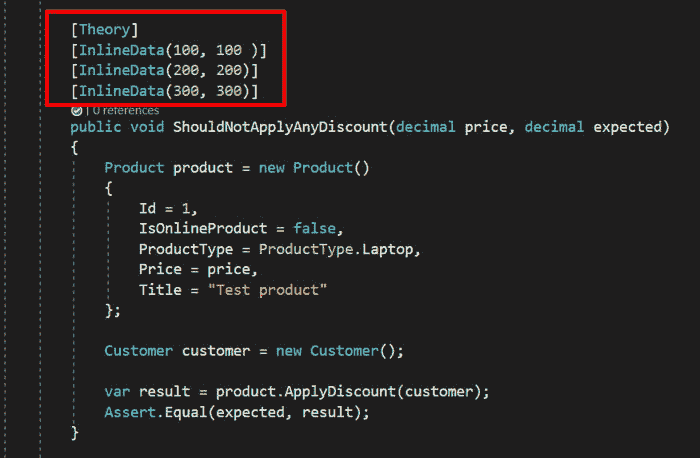 [Theory]
[InlineData(100, 100 )]
[InlineData(200, 200)]
[InlineData(300, 300)]
| 0 references
public void ShouldNotApplyAnyDiscount(decimal price, decimal expected)
{
Product product = new Product()
{
Id = 1,
IsOnlineProduct = false,
ProductType = ProductType.Laptop,
Price = price,
Title = "Test product"
};
Customer customer = new Customer();
var result = product.ApplyDiscount(customer);
Assert.Equal(expected, result);
}